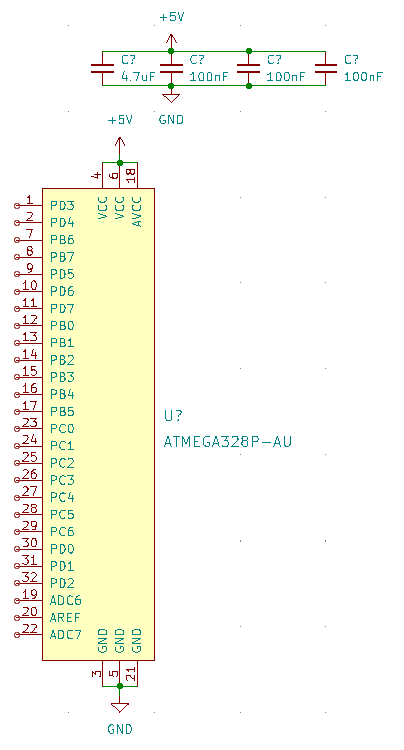 +5V
C? C? C? C?
4.7uF 100nF 100nF 100nF
+5V GND
4 6 18
VCC VCC AVCC
1 PD3
2 PD4
7 PB6
8 PB7
9 PD5
10 PD6
11 PD7
12 PB0
13 PB1
14 PB2
15 PB3
16 PB4
17 PB5
U?
23 PC0
24 PC1
ATMEGA328P-AU
25 PC2
26 PC3
27 PC4
28 PC5
29 PC6
30 PD0
31 PD1
32 PD2
19 ADC6
20 AREF
22 ADC7
GND GND GND
3 5 21
GND